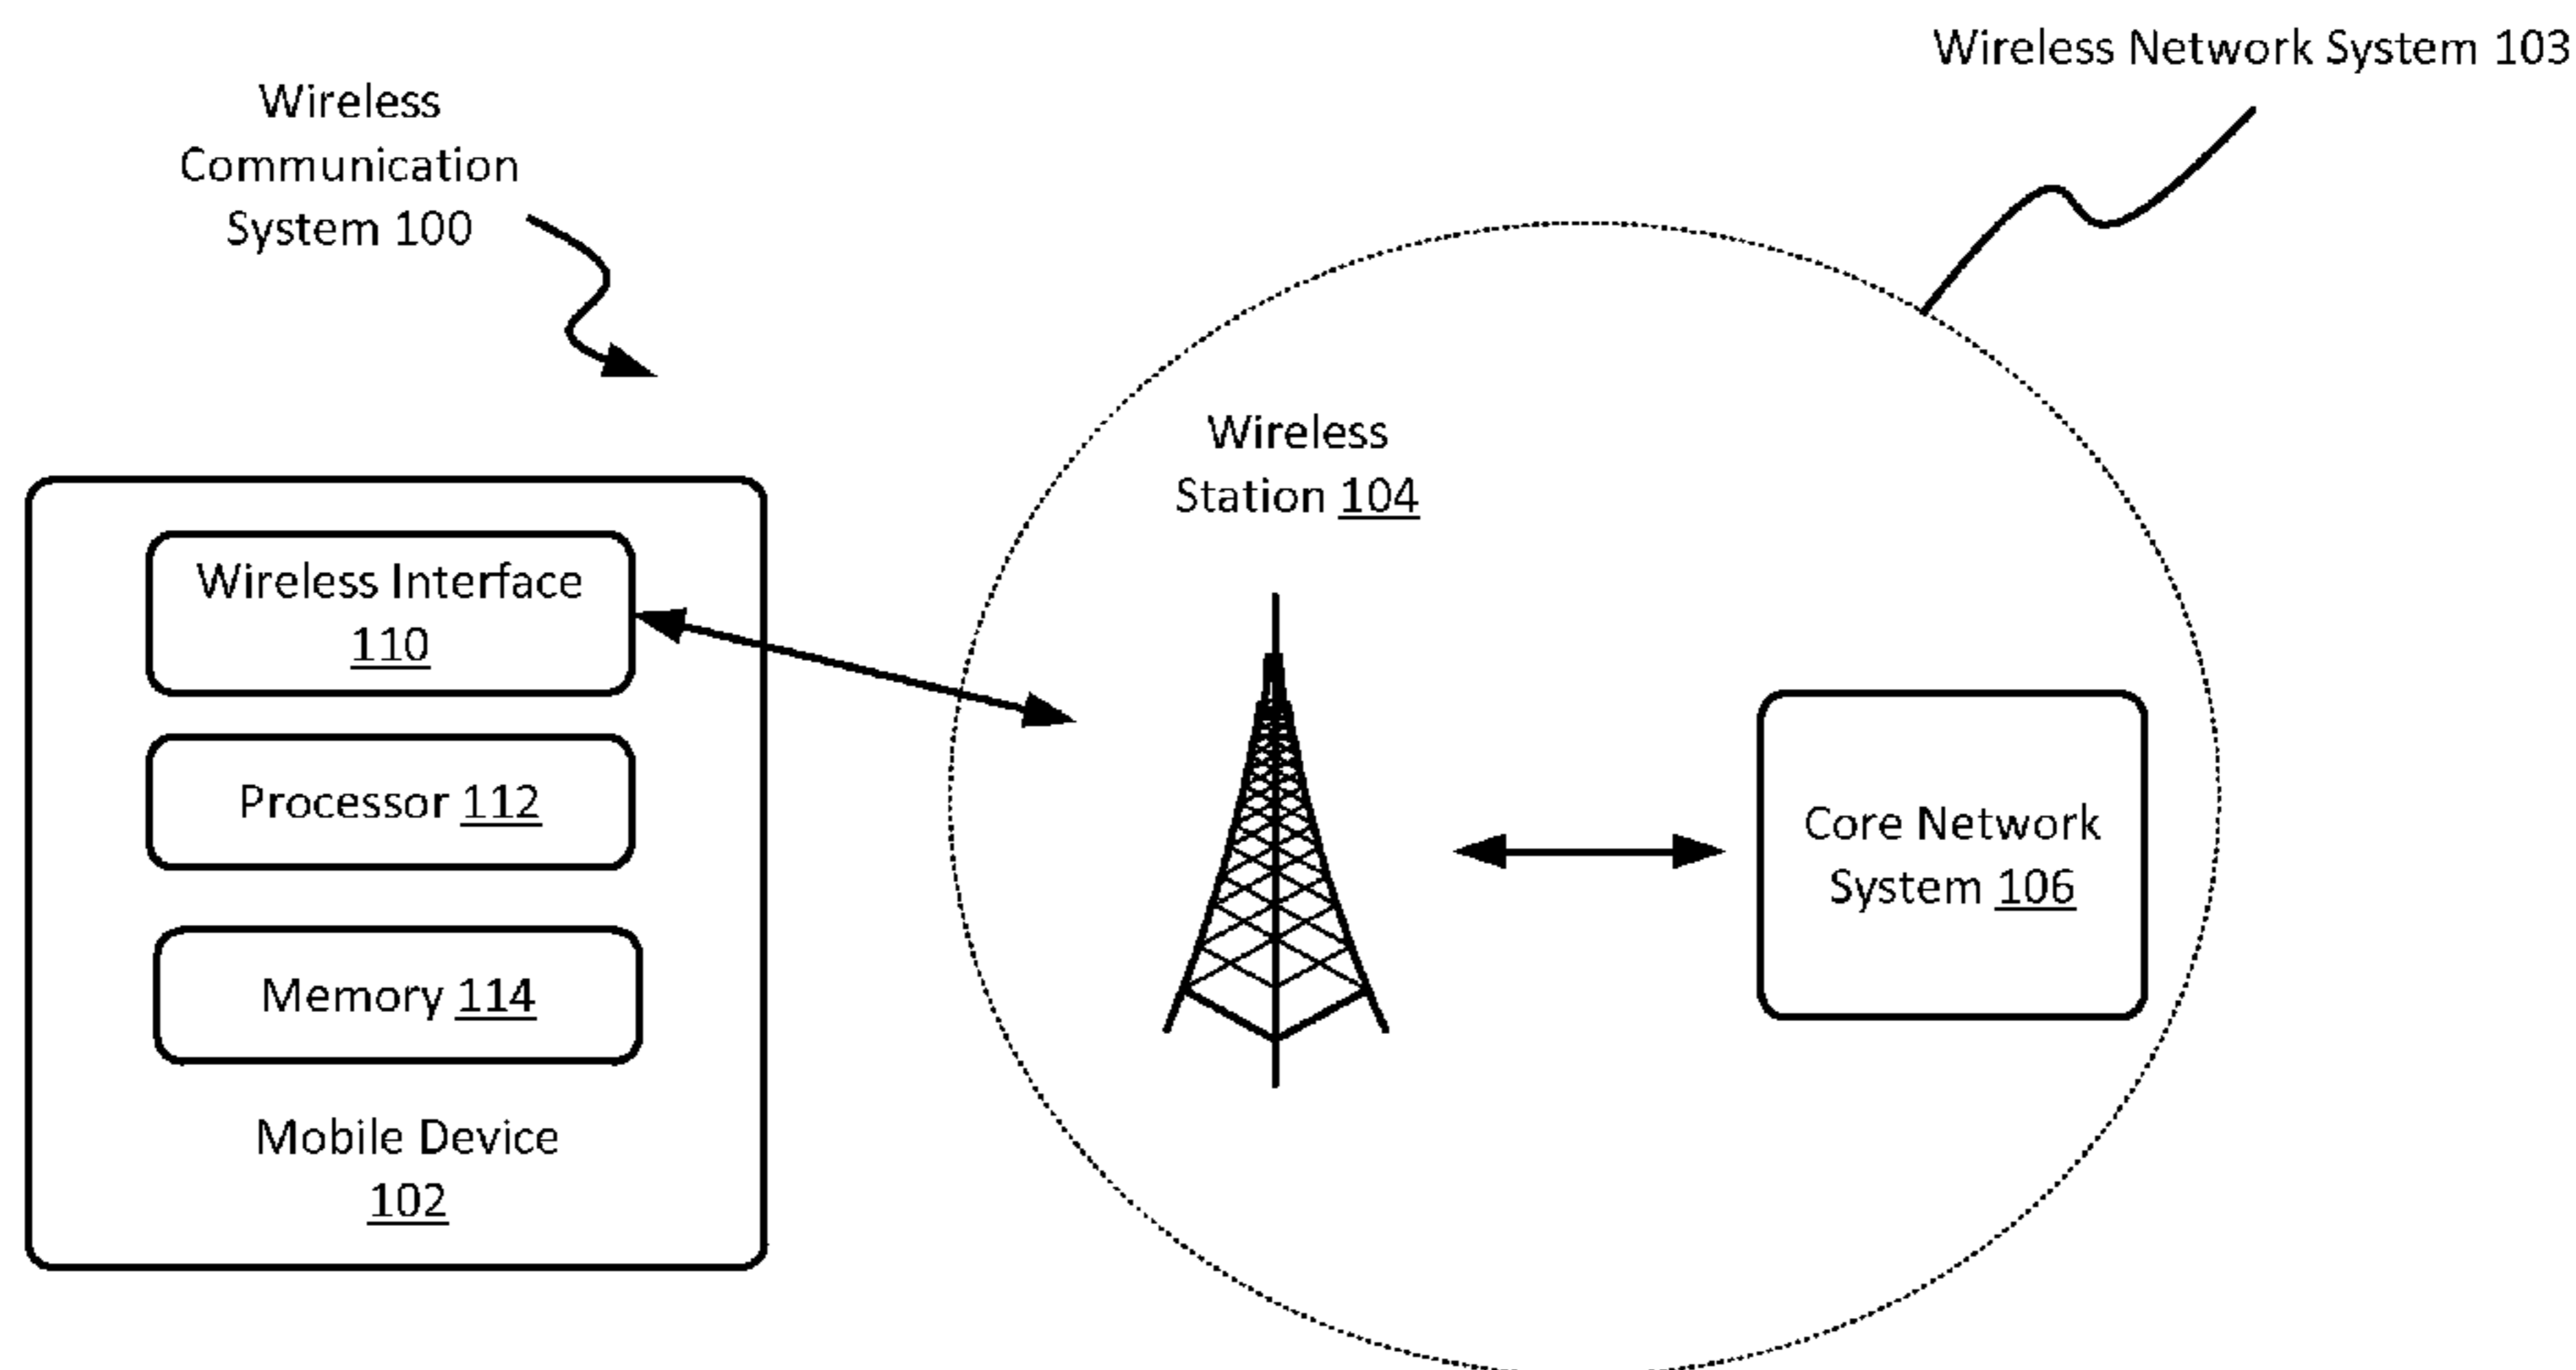 Wireless Network System 103
Wireless
Communication
System 100
Wireless
Station 104
Wireless Interface
110
Processor 112
Memory 114
Mobile Device
102
Core Network
System 106